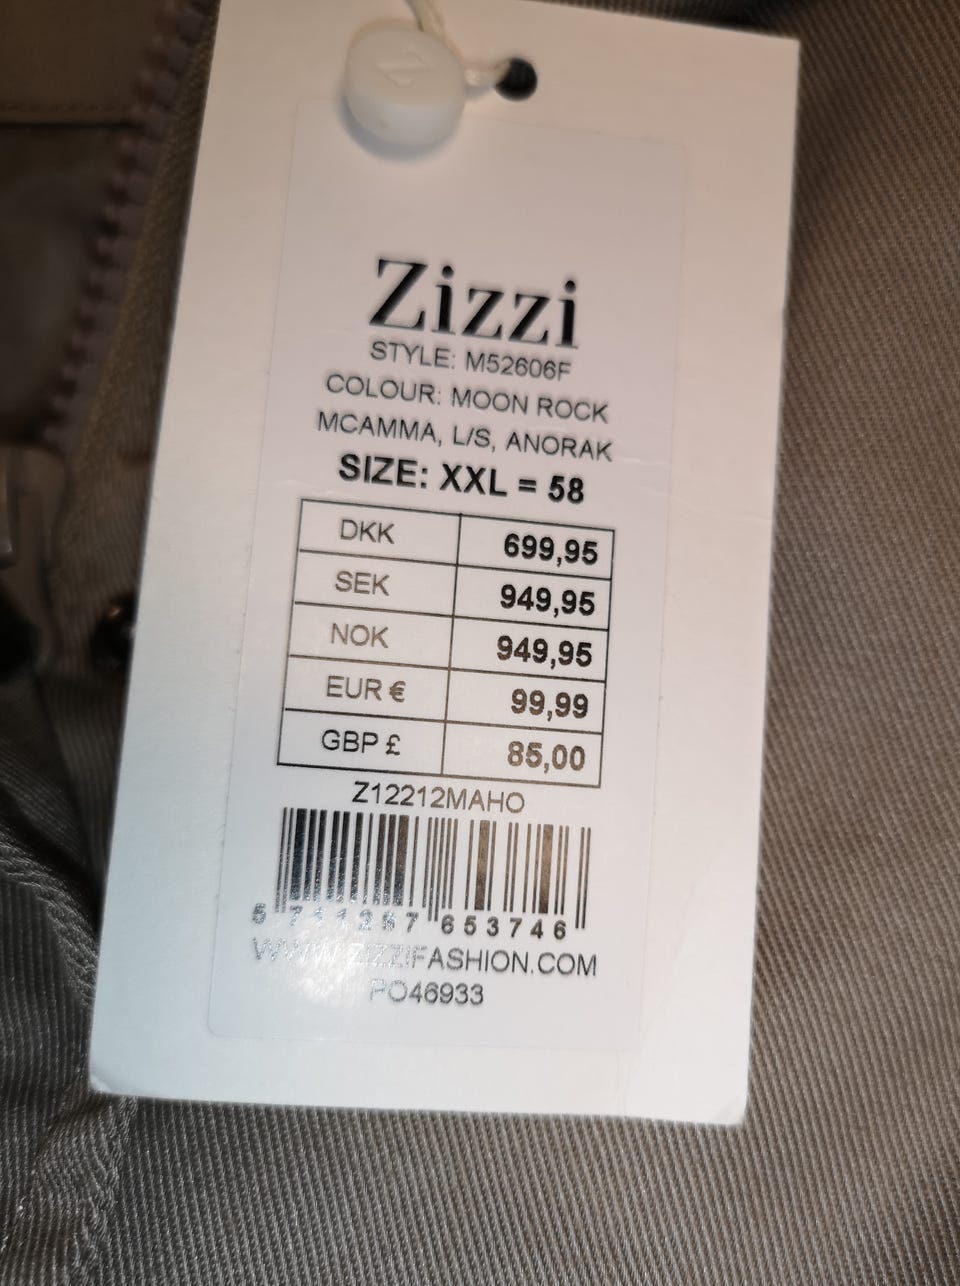 Zizzi
STYLE: M52606F
COLOUR: MOON ROCK
MCAMMA, L/S, ANORAK
SIZE: XXL = 58
DKK 699,95
SEK 949,95
NOK 949,95
EUR € 99,99
GBP £ 85,00
Z12212MAHO
5 711267 653746
WWW.ZIZZIFASHION.COM
PO46933